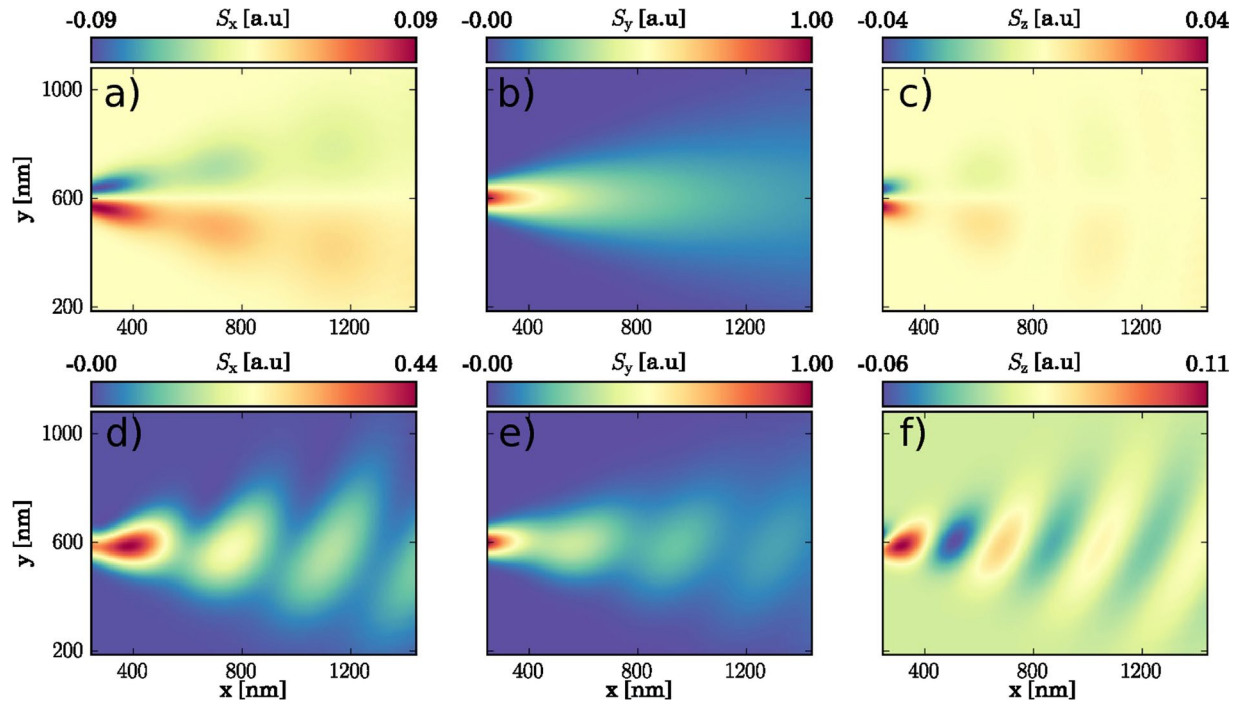 -0.09 Sx [a.u] 0.09
-0.00 Sy [a.u] 1.00
-0.04 Sz [a.u] 0.04
a)
b)
c)
y [nm]
1000
600
200
400 800 1200
400 800 1200
400 800 1200
-0.00 Sx [a.u] 0.44
-0.00 Sy [a.u] 1.00
-0.06 Sz [a.u] 0.11
d)
e)
f)
y [nm]
1000
600
200
400 800 1200
400 800 1200
400 800 1200
x [nm]
x [nm]
x [nm]